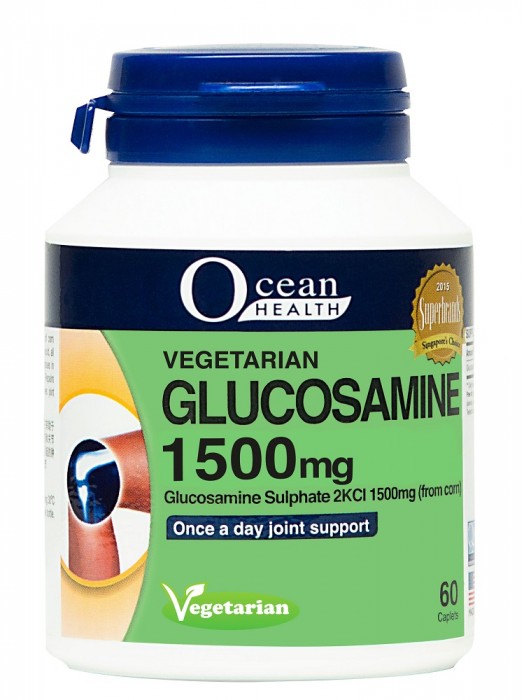 Ocean
HEALTH
2015
Superbrands
Singapore's Choice
VEGETARIAN
GLUCOSAMINE
1500mg
Glucosamine Sulphate 2KCl 1500mg (from corn)
Once a day joint support
Vegetarian
60
Caplets